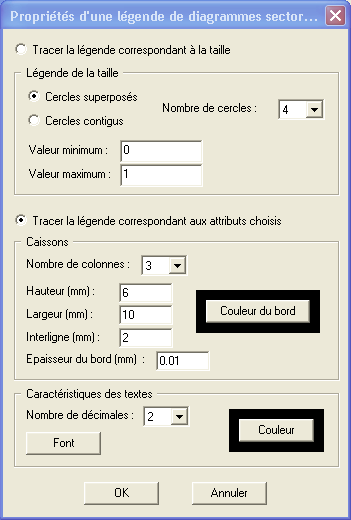 Propriétés d'une légende de diagrammes sector...
Tracer la légende correspondant à la taille
Légende de la taille
Cercles superposés
Nombre de cercles : 4
Cercles contigus
Valeur minimum : 0
Valeur maximum : 1
Tracer la légende correspondant aux attributs choisis
Caissons
Nombre de colonnes : 3
Hauteur (mm) : 6
Largeur (mm) : 10
Couleur du bord
Interligne (mm) : 2
Epaisseur du bord (mm) : 0.01
Caractéristiques des textes
Nombre de décimales : 2
Couleur
Font
OK
Annuler